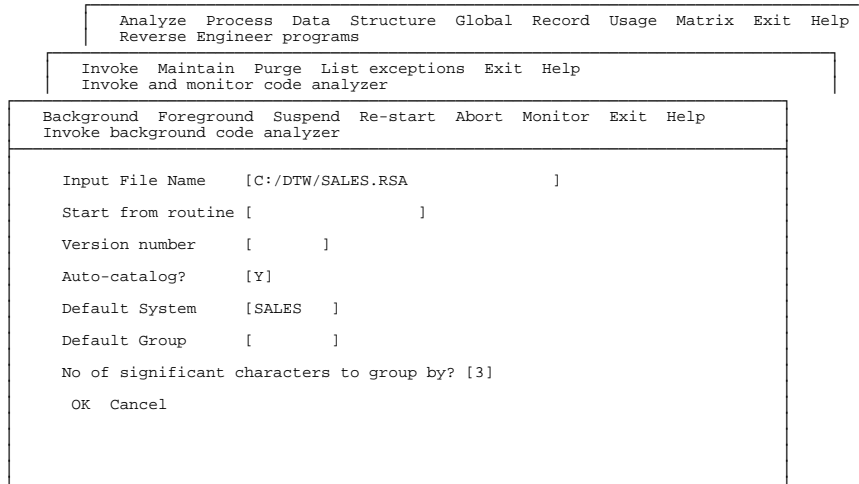 Analyze Process Data Structure Global Record Usage Matrix Exit Help
Reverse Engineer programs
Invoke Maintain Purge List exceptions Exit Help
Invoke and monitor code analyzer
Background Foreground Suspend Re-start Abort Monitor Exit Help
Invoke background code analyzer
Input File Name [C:/DTW/SALES.RSA ]
Start from routine [ ]
Version number [ ]
Auto-catalog? [Y]
Default System [SALES ]
Default Group [ ]
No of significant characters to group by? [3]
OK Cancel